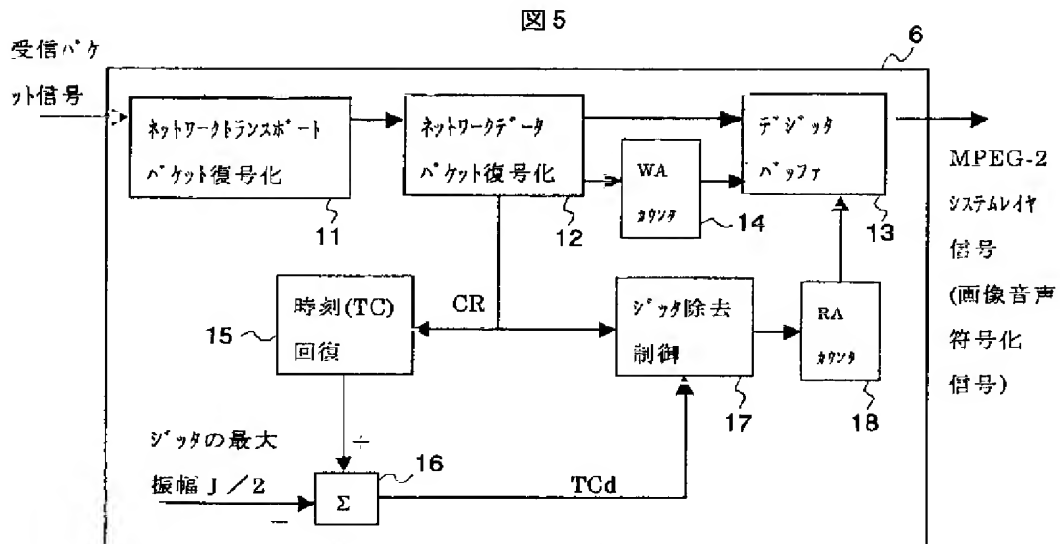 図5
受信パケ
ット信号
6
ネットワークトランスポート
パケット復号化
11
ネットワークデータ
パケット復号化
12
WA
カウンタ
14
デジッタ
バッファ
13
MPEG-2
システムレイヤ
信号
(画像音声
符号化
信号)
時刻(TC)
回復
15
CR
ジッタ除去
制御
17
RA
カウンタ
18
ジッタの最大
振幅J/2
+
−
Σ
16
TCd